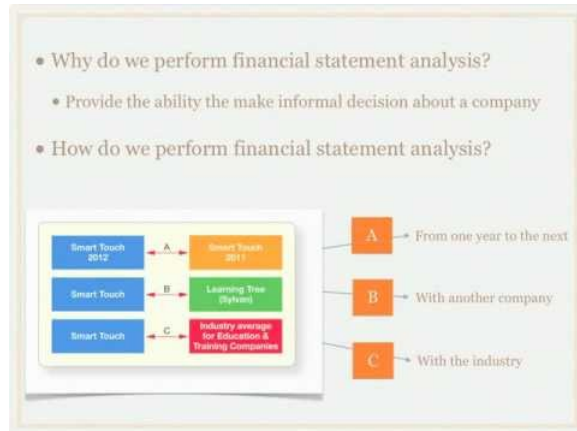 Why do we perform financial statement analysis?
Provide the ability the make informal decision about a company
How do we perform financial statement analysis?
Smart Touch
2012
A
Smart Touch
2011
Smart Touch
B
Learning Tree
(Sylvan)
Smart Touch
C
Industry average
for Education &
Training Companies
A
From one year to the next
B
With another company
C
With the industry